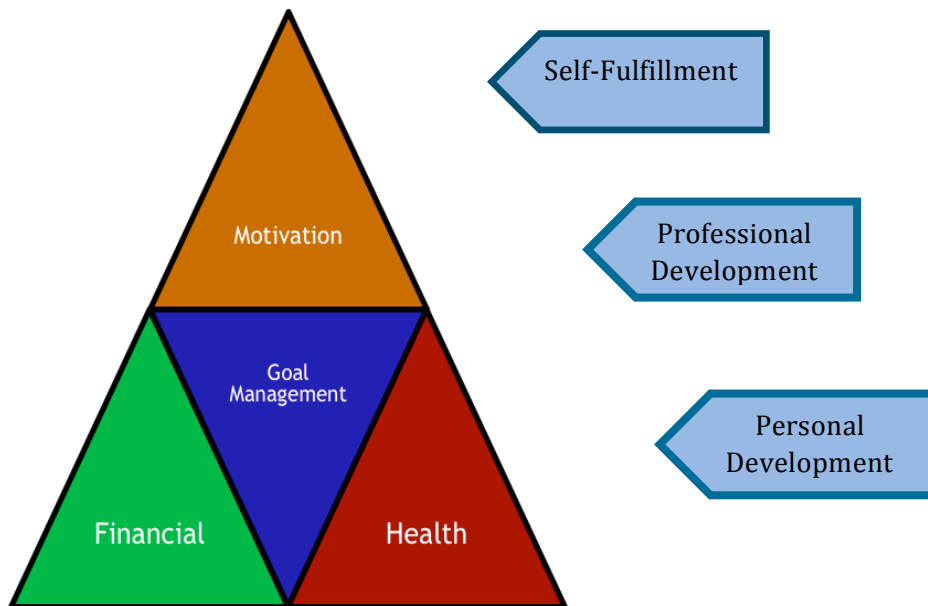 Self-Fulfillment
Motivation
Professional
Development
Goal
Management
Personal
Development
Financial
Health